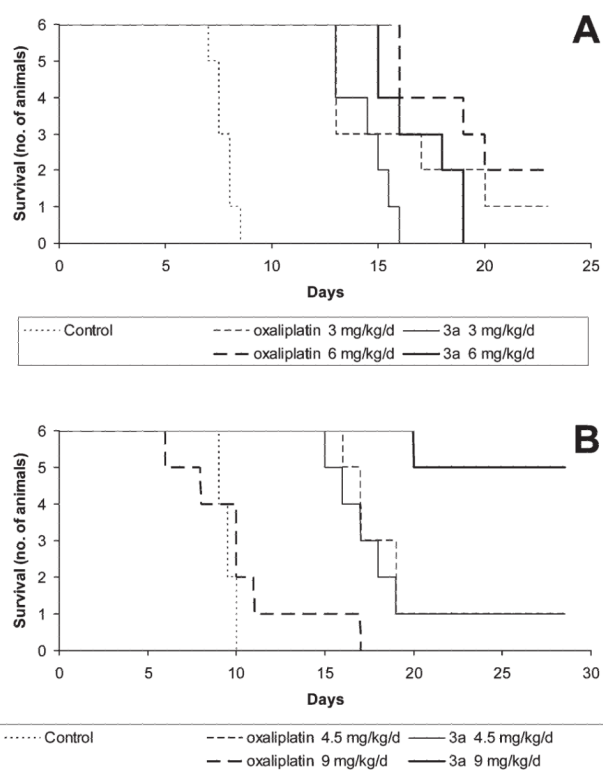 A
Survival (no. of animals)
6
5
4
3
2
1
0
0 5 10 15 20 25
Days
Control oxaliplatin 3 mg/kg/d 3a 3 mg/kg/d
oxaliplatin 6 mg/kg/d 3a 6 mg/kg/d
B
Survival (no. of animals)
6
5
4
3
2
1
0
0 5 10 15 20 25 30
Days
Control oxaliplatin 4.5 mg/kg/d 3a 4.5 mg/kg/d
oxaliplatin 9 mg/kg/d 3a 9 mg/kg/d